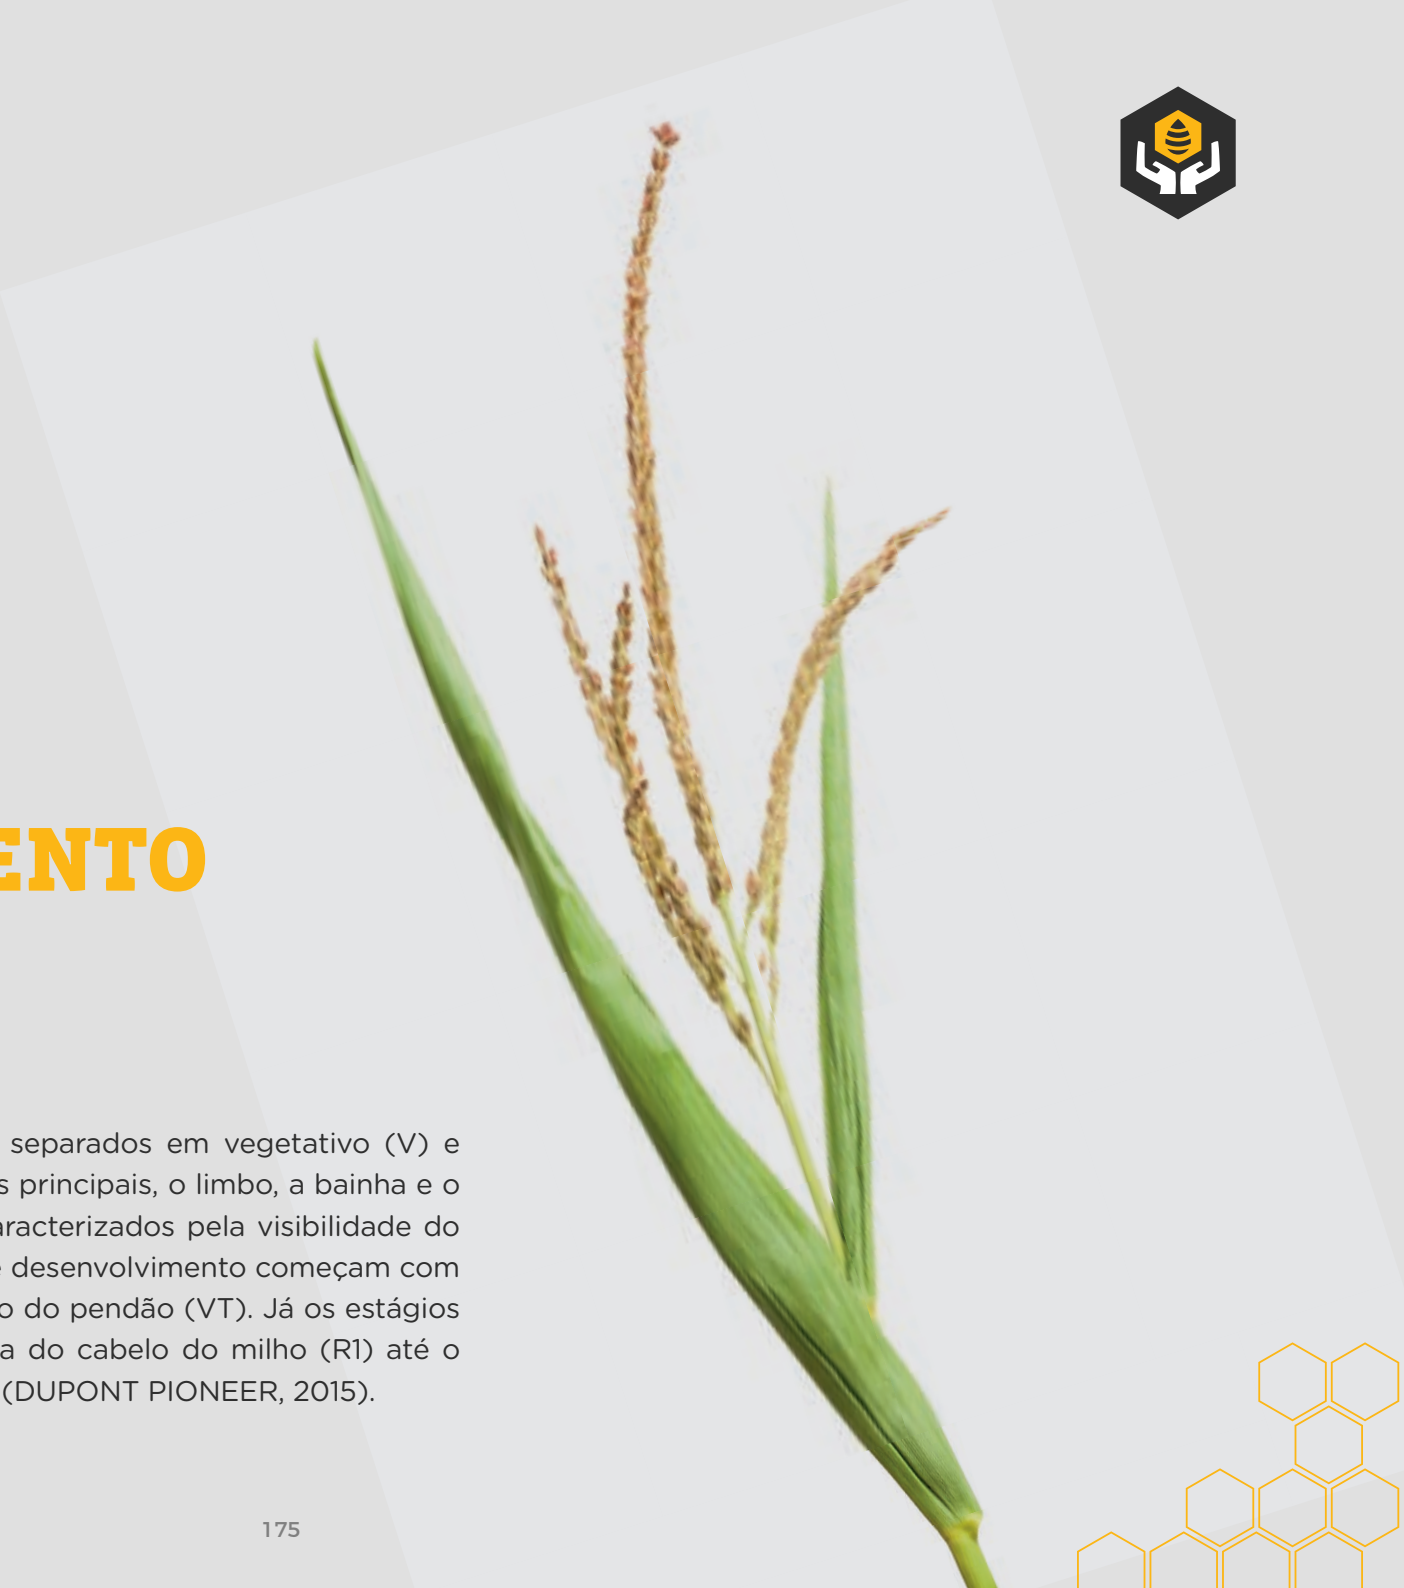 ENTO
separados em vegetativo (V) e
s principais, o limbo, a bainha e o
aracterizados pela visibilidade do
e desenvolvimento começam com
o do pendão (VT). Já os estágios
a do cabelo do milho (R1) até o
(DUPONT PIONEER, 2015).
175